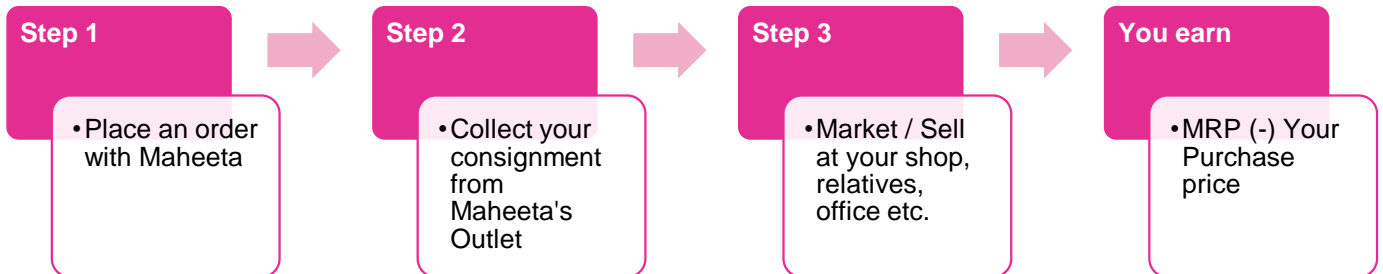 Step 1
•Place an order
with Maheeta
Step 2
•Collect your
consignment
from
Maheeta's
Outlet
Step 3
•Market / Sell
at your shop,
relatives,
office etc.
You earn
•MRP (-) Your
Purchase
price